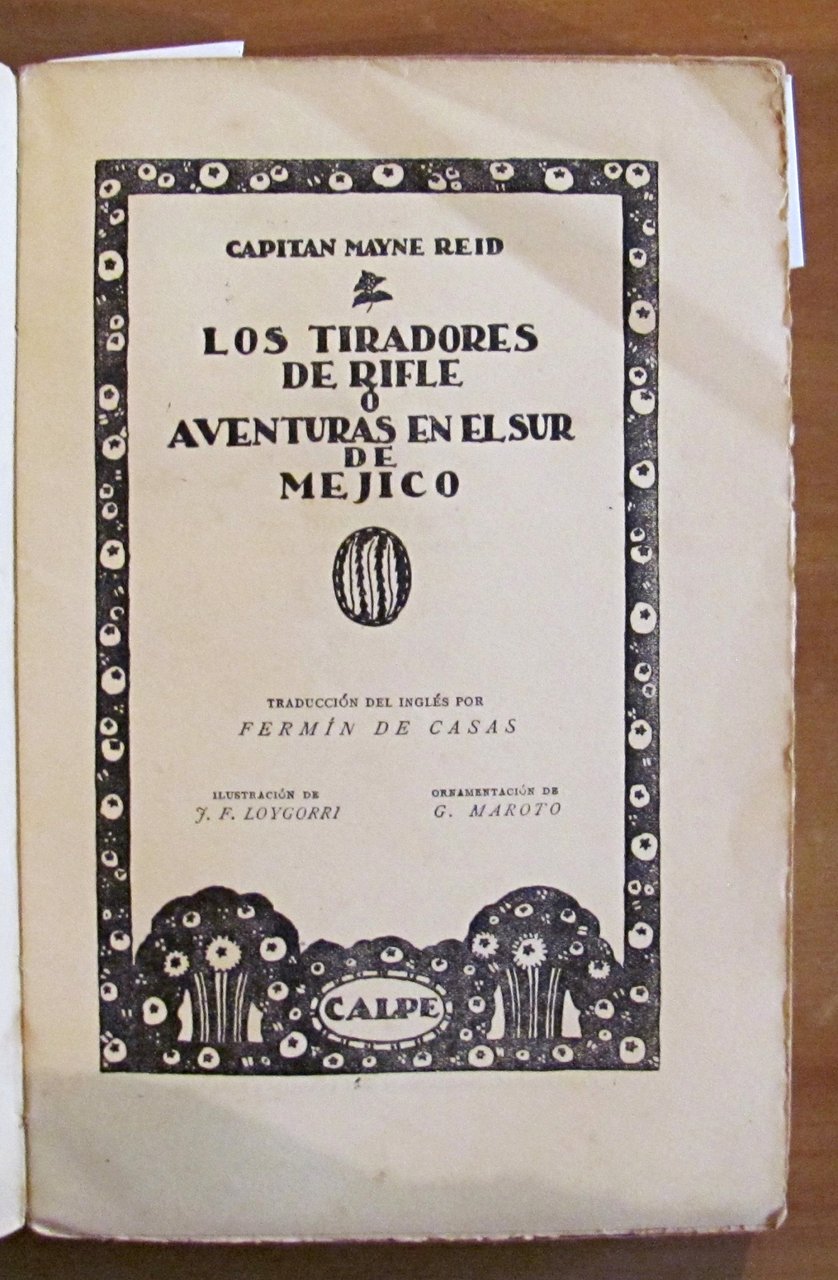 CAPITAN MAYNE REID
LOS TIRADORES
DE RIFLE
O
AVENTURAS EN EL SUR
DE
MEJICO
TRADUCCIÓN DEL INGLÉS POR
FERMÍN DE CASAS
ILUSTRACIÓN DE
J. F. LOYGORRI
ORNAMENTACIÓN DE
G. MAROTO
CALPE